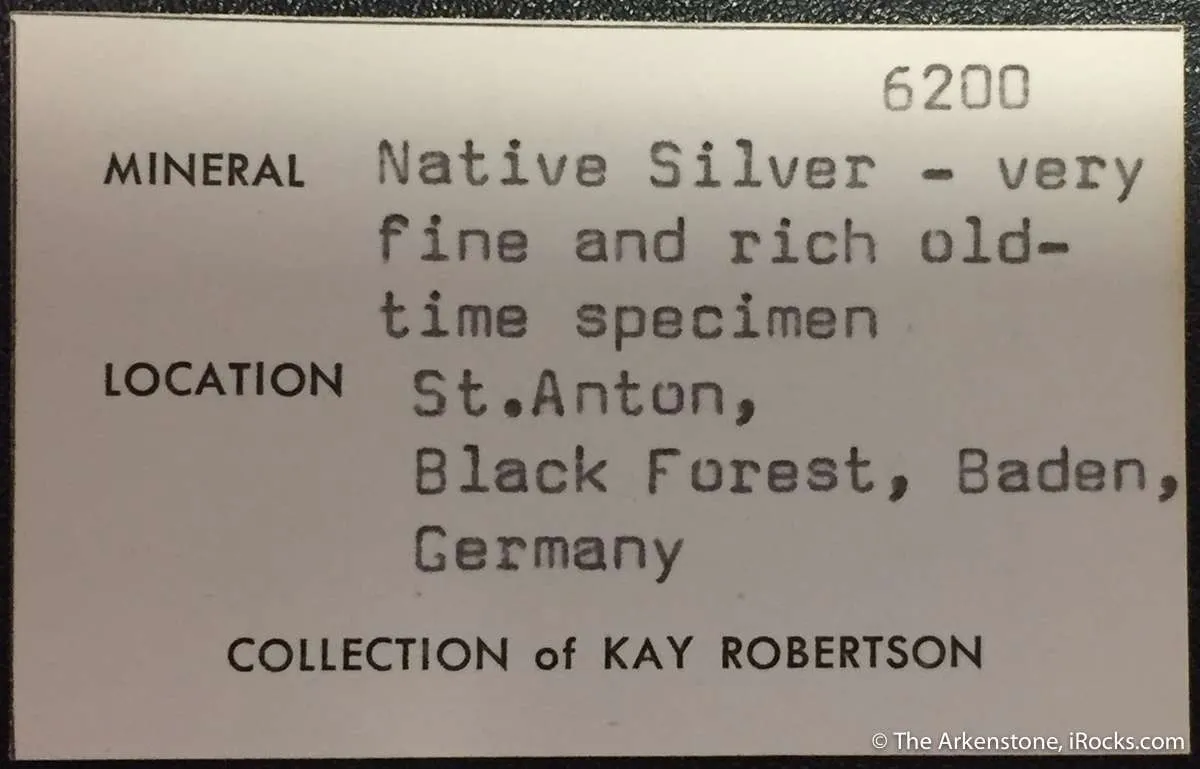 6200
MINERAL Native Silver - very
fine and rich old-
time specimen
LOCATION St.Anton,
Black Forest, Baden,
Germany
COLLECTION of KAY ROBERTSON
© The Arkenstone, iRocks.com